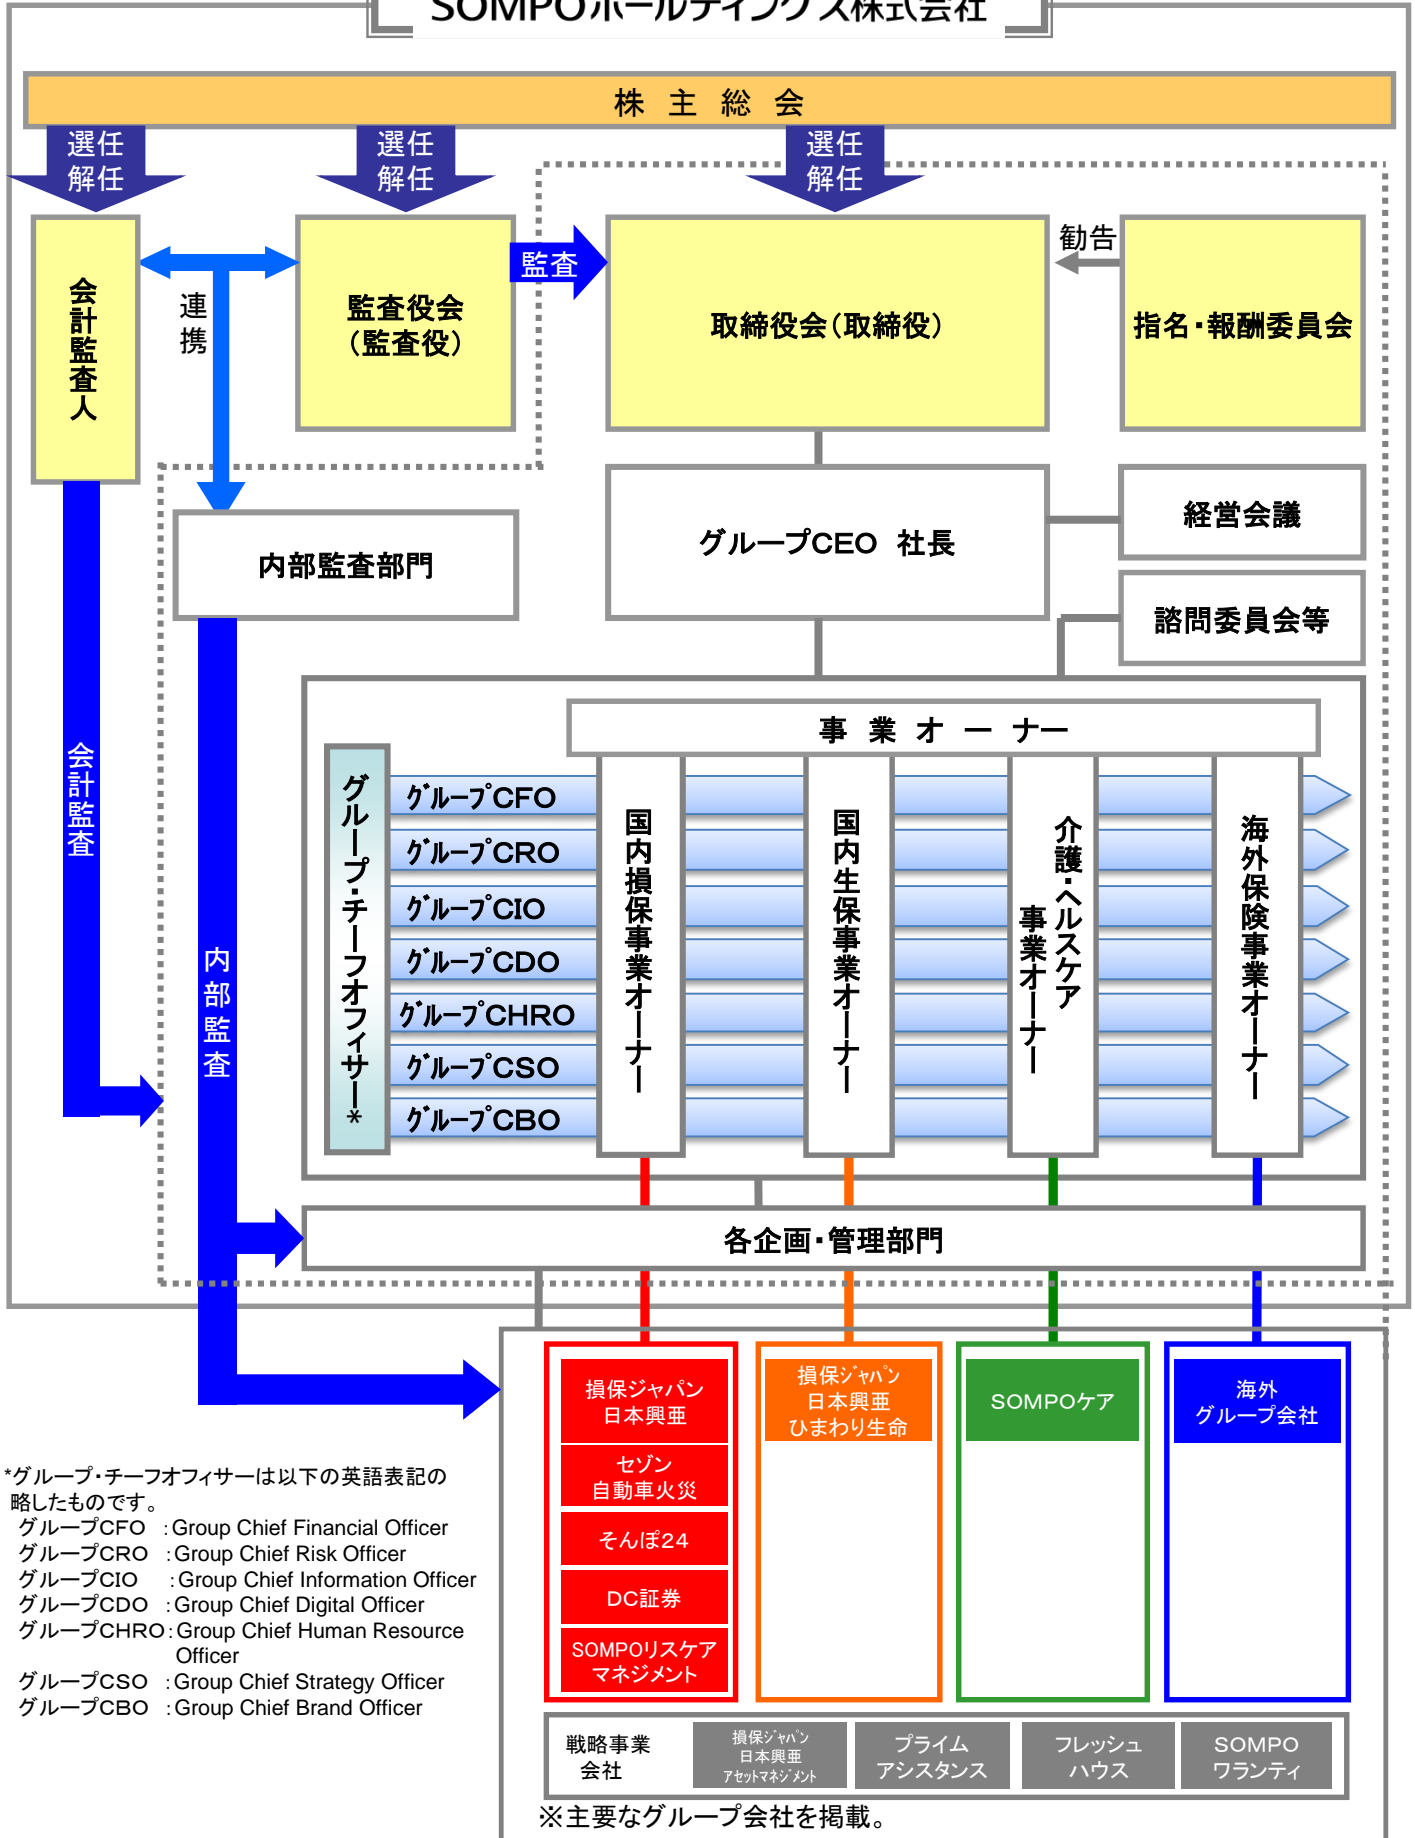 SOMPOホールディングス株式会社
株 主 総 会
選任
解任
選任
解任
選任
解任
会計監査人
連携
監査役会
（監査役）
監査
取締役会（取締役）
勧告
指名・報酬委員会
グループCEO 社長
経営会議
諮問委員会等
内部監査部門
会計監査
内部監査
事 業 オ ー ナー
グループ・チーフオフィサー*
グループCFO
グループCRO
グループCIO
グループCDO
グループCHRO
グループCSO
グループCBO
国内損保事業オーナー
国内生保事業オーナー
介護・ヘルスケア
事業オーナー
海外保険事業オーナー
各企画・管理部門
損保ジャパン
日本興亜
セゾン
自動車火災
そんぽ24
DC証券
SOMPOリスケア
マネジメント
損保ジャパン
日本興亜
ひまわり生命
SOMPOケア
海外
グループ会社
戦略事業
会社
損保ジャパン
日本興亜
アセットマネジメント
プライム
アシスタンス
フレッシュ
ハウス
SOMPO
ワランティ
※主要なグループ会社を掲載。
*グループ・チーフオフィサーは以下の英語表記の
略したものです。
グループCFO ：Group Chief Financial Officer
グループCRO ：Group Chief Risk Officer
グループCIO ：Group Chief Information Officer
グループCDO ：Group Chief Digital Officer
グループCHRO：Group Chief Human Resource
Officer
グループCSO ：Group Chief Strategy Officer
グループCBO ：Group Chief Brand Officer